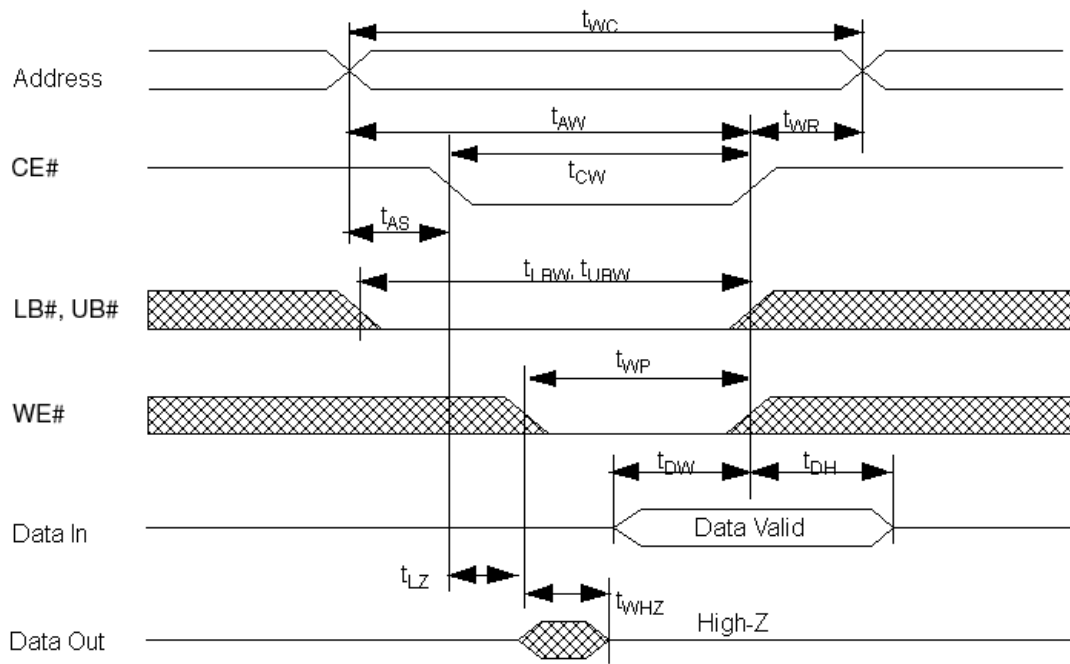 tWC
Address
tAW
tWR
CE#
tCW
tAS
tLBW, tUBW
LB#, UB#
tWP
WE#
tDW
tDH
Data In
Data Valid
tLZ
tWHZ
Data Out
High-Z